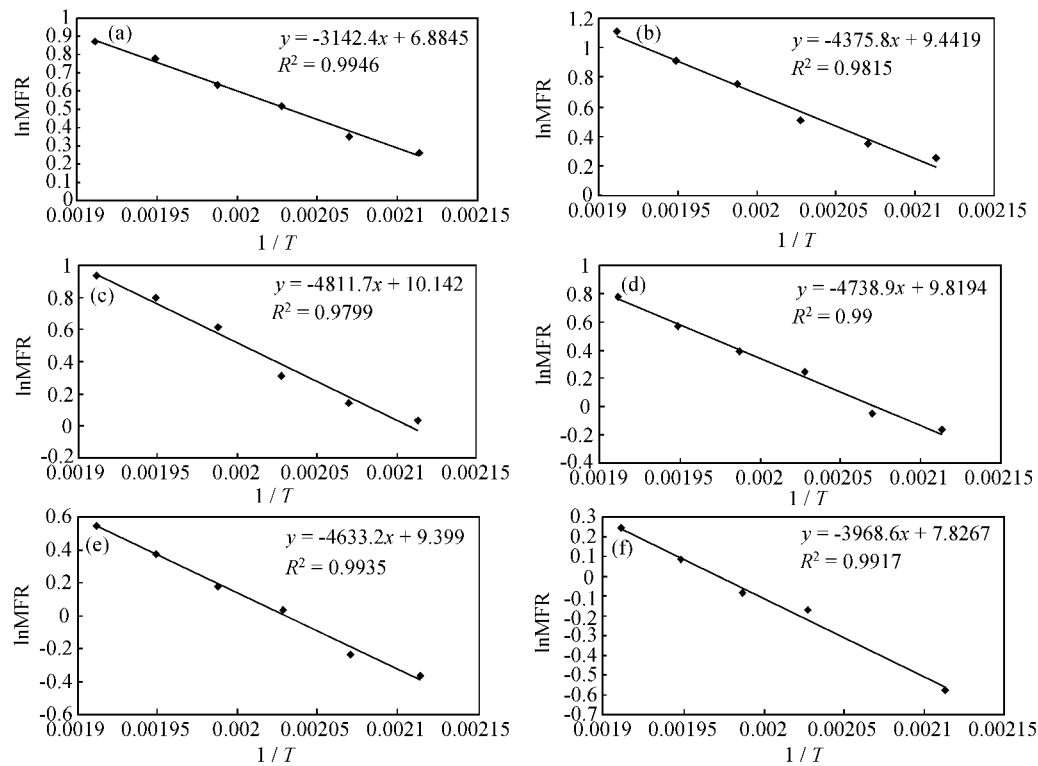 (a)
y = -3142.4x + 6.8845
R² = 0.9946
1
0.9
0.8
0.7
0.6
0.5
0.4
0.3
0.2
0.1
0
lnMFR
0.0019 0.00195 0.002 0.00205 0.0021 0.00215
1 / T
(b)
y = -4375.8x + 9.4419
R² = 0.9815
1.2
1.0
0.8
0.6
0.4
0.2
0
lnMFR
0.0019 0.00195 0.002 0.00205 0.0021 0.00215
1 / T
(c)
y = -4811.7x + 10.142
R² = 0.9799
1
0.8
0.6
0.4
0.2
0
-0.2
lnMFR
0.0019 0.00195 0.002 0.00205 0.0021 0.00215
1 / T
(d)
y = -4738.9x + 9.8194
R² = 0.99
1
0.8
0.6
0.4
0.2
0
-0.2
-0.4
lnMFR
0.0019 0.00195 0.002 0.00205 0.0021 0.00215
1 / T
(e)
y = -4633.2x + 9.399
R² = 0.9935
0.6
0.4
0.2
0
-0.2
-0.4
-0.6
lnMFR
0.0019 0.00195 0.002 0.00205 0.0021 0.00215
1 / T
(f)
y = -3968.6x + 7.8267
R² = 0.9917
0.3
0.2
0.1
0
-0.1
-0.2
-0.3
-0.4
-0.5
-0.6
-0.7
lnMFR
0.0019 0.00195 0.002 0.00205 0.0021 0.00215
1 / T